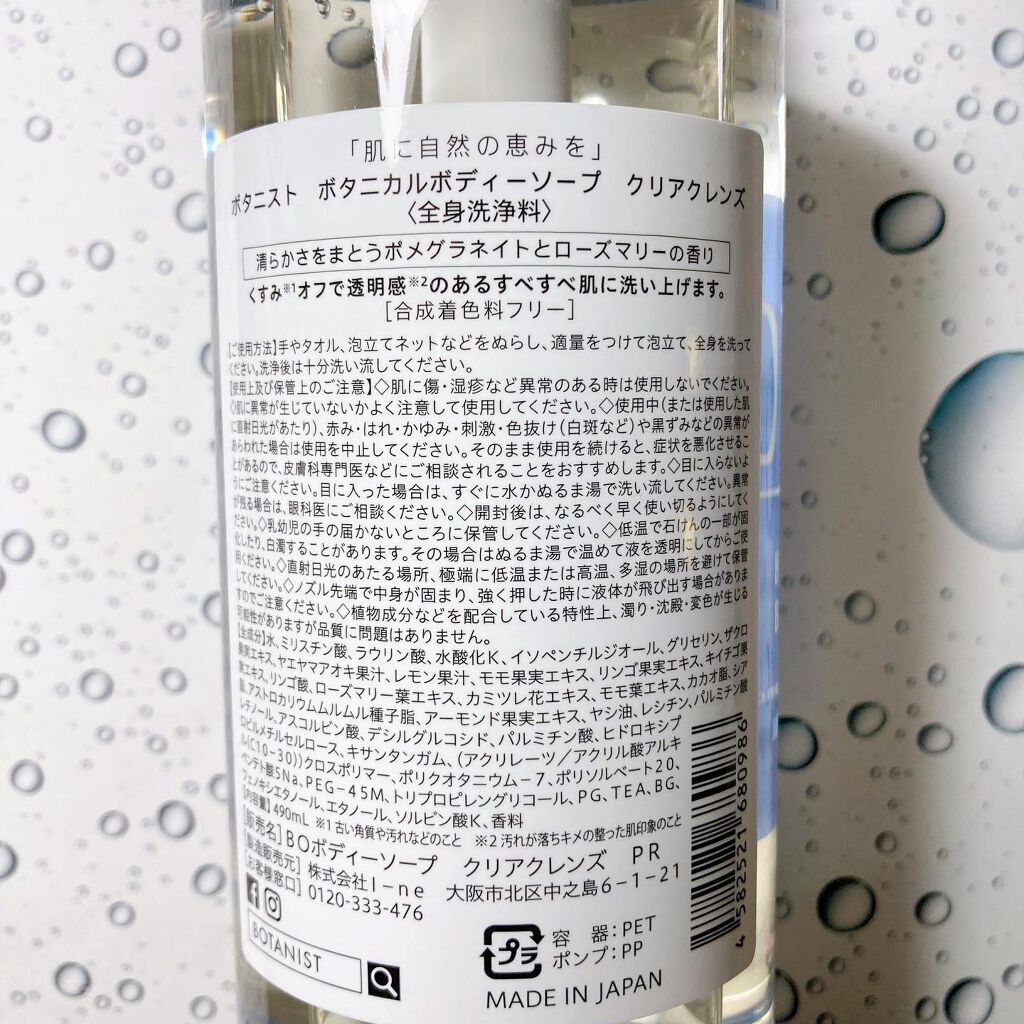 「肌に自然の恵みを」
ボタニスト ボタニカルボディーソープ クリアクレンズ
〈全身洗浄料〉
清らかさをまとうポメグラネイトとローズマリーの香り
くすみ※1オフで透明感※2のあるすべすべ肌に洗い上げます。
[合成着色料フリー]
【ご使用方法】手やタオル、泡立てネットなどをぬらし、適量をつけて泡立て、全身を洗って
ください。洗浄後は十分洗い流してください。
【使用上及び保管上のご注意】◇肌に傷・湿疹など異常のある時は使用しないでください。
◇肌に異常が生じていないかよく注意して使用してください。◇使用中(または使用した肌
に直射日光があたり)、赤み・はれ・かゆみ・刺激・色抜け(白斑など)や黒ずみなどの異常が
あらわれた場合は使用を中止してください。そのまま使用を続けると、症状を悪化させるこ
とがあるので、皮膚科専門医などにご相談されることをおすすめします。◇目に入らないよ
うにご注意ください。目に入った場合は、すぐに水かぬるま湯で洗い流してください。異常
が残る場合は、眼科医にご相談ください。◇開封後は、なるべく早く使い切るようにしてく
ださい。◇乳幼児の手の届かないところに保管してください。◇低温で石けんの一部が固
化したり、白濁することがあります。その場合はぬるま湯で温めて液を透明にしてからご使
用ください。◇直射日光のあたる場所、極端に低温または高温、多湿の場所を避けて保管
してください。◇ノズル先端で中身が固まり、強く押した時に液体が飛び出す場合がありま
すのでご注意ください。◇植物成分などを配合している特性上、濁り・沈殿・変色が生じる
可能性がありますが品質に問題はありません。
【全成分】水、ミリスチン酸、ラウリン酸、水酸化K、イソペンチルジオール、グリセリン、ザクロ
果実エキス、ヤエヤマアオキ果汁、レモン果汁、モモ果実エキス、リンゴ果実エキス、キイチゴ果
実エキス、リンゴ酸、ローズマリー葉エキス、カミツレ花エキス、モモ葉エキス、カカオ脂、シア
脂、アストロカリウムムルムル種子脂、アーモンド果実エキス、ヤシ油、レシチン、パルミチン酸
レチノール、アスコルビン酸、デシルグルコシド、パルミチン酸、ヒドロキシプ
ロピルメチルセルロース、キサンタンガム、(アクリレーツ/アクリル酸アルキ
ル(C10-30))クロスポリマー、ポリクオタニウム-7、ポリソルベート20、
ペンテト酸5Na、PEG-45M、トリプロピレングリコール、PG、TEA、BG、
フェノキシエタノール、エタノール、ソルビン酸K、香料
【内容量】490mL ※1 古い角質や汚れなどのこと ※2 汚れが落ちキメの整った肌印象のこと
【販売名】BOボディーソープ クリアクレンズ PR
【製造販売元】株式会社I-ne 大阪市北区中之島6-1-21
【お客様窓口】0120-333-476
BOTANIST
プラ
容 器:PET
ポンプ:PP
MADE IN JAPAN
4 582521 680986